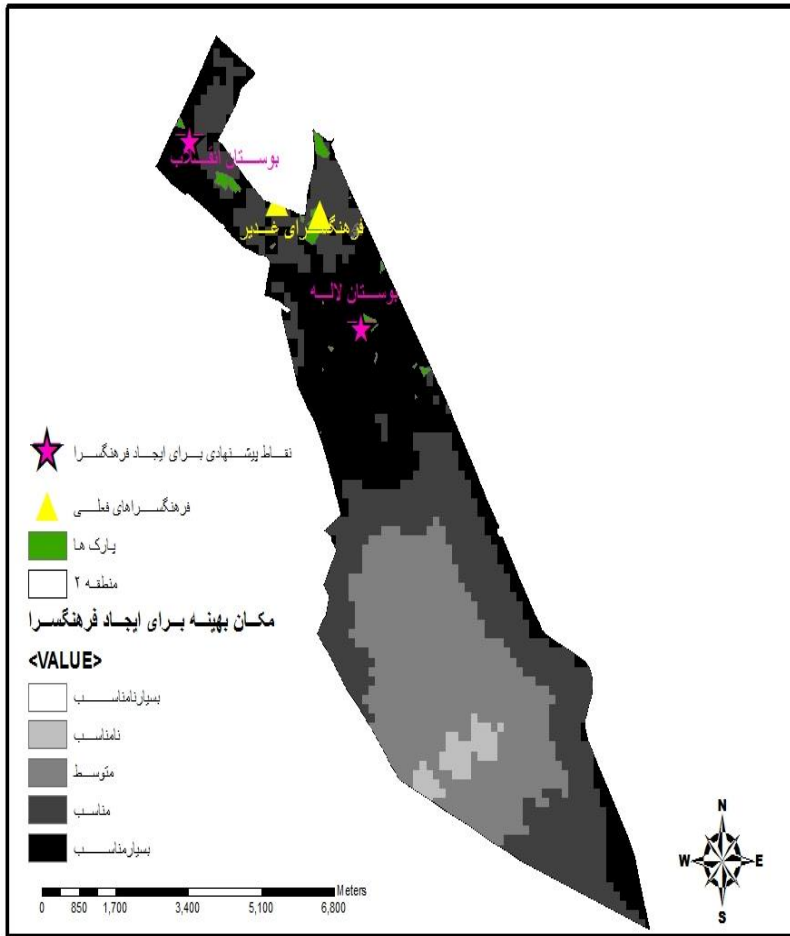 بوستان انقلاب
فرهنگسرای غدیر
بوستان لاله
نقاط پیشنهادی برای ایجاد فرهنگسرا
فرهنگسراهای فعلی
پارک ها
منطقه ۲
مکان بهینه برای ایجاد فرهنگسرا
<VALUE>
بسیارنامناسب
نامناسب
متوسط
مناسب
بسیارمناسب
Meters
0 850 1,700 3,400 5,100 6,800
N
W E
S